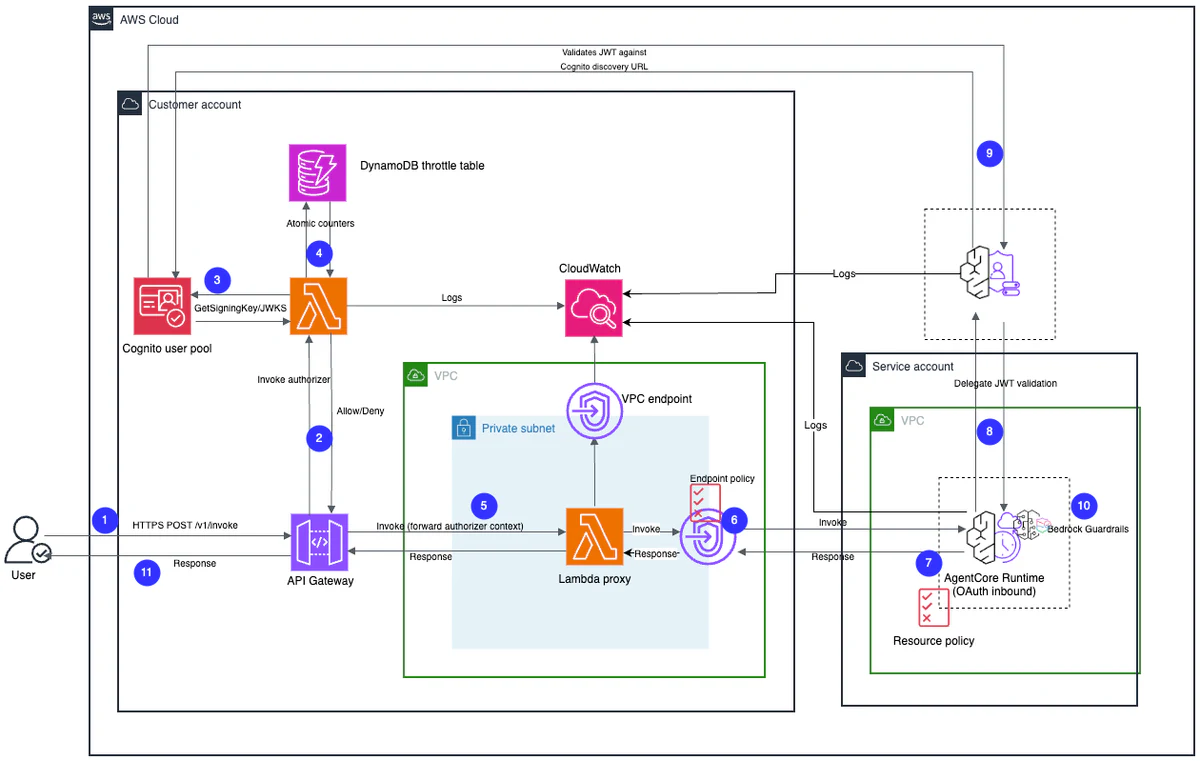 aws
AWS Cloud
Validates JWT against
Cognito discovery URL
Customer account
DynamoDB throttle table
9
Atomic counters
4
CloudWatch
3
Logs
Logs
GetSigningKey/JWKS
Cognito user pool
Service account
VPC
Invoke authorizer
Delegate JWT validation
VPC endpoint
Allow/Deny
VPC
Logs
Private subnet
8
2
Endpoint policy
5
10
1
HTTPS POST /v1/invoke
Invoke (forward authorizer context)
Invoke
6
Invoke
Bedrock Guardrails
Response
Response
Response
Response
7
11
User
API Gateway
Lambda proxy
AgentCore Runtime
(OAuth inbound)
Resource policy